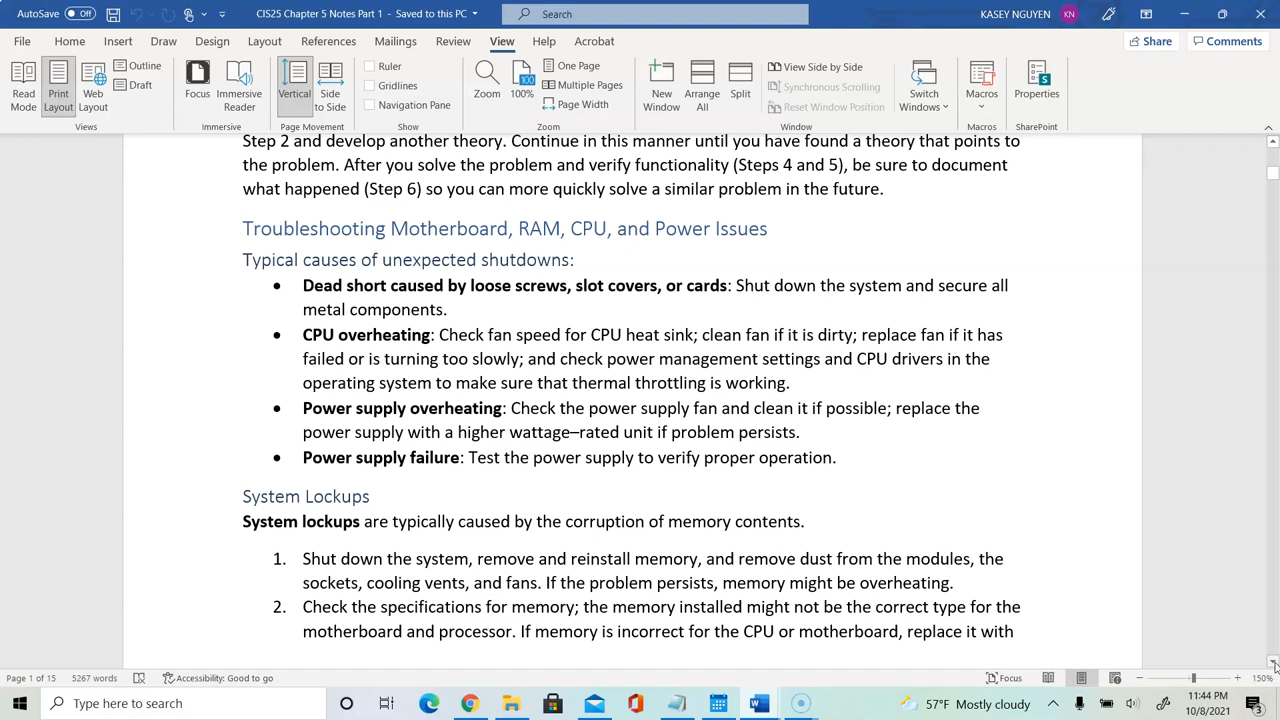 AutoSave Off CIS25 Chapter 5 Part 1 - Saved to this PC Search KASEY NGUYEN KN
File Home Insert Draw Design Layout References Mailings Review View Help Acrobat Share Comments
Read Mode
Print Layout
Web Layout
Outline
Draft
Views
Focus
Immersive Reader
Immersive
Vertical
Side to Side
Page Movement
Ruler
Gridlines
Navigation Pane
Show
Zoom
100
100%
One Page
Multiple Pages
Page Width
Zoom
New Window
Arrange All
Split
View Side by Side
Synchronous Scrolling
Reset Window Position
Window
Switch Windows
Macros
Macros
Properties
SharePoint
Step 2 and develop another theory. Continue in this manner until you have found a theory that points to
the problem. After you solve the problem and verify functionality (Steps 4 and 5), be sure to document
what happened (Step 6) so you can more quickly solve a similar problem in the future.
Troubleshooting Motherboard, RAM, CPU, and Power Issues
Typical causes of unexpected shutdowns:
• Dead short caused by loose screws, slot covers, or cards: Shut down the system and secure all
metal components.
• CPU overheating: Check fan speed for CPU heat sink; clean fan if it is dirty; replace fan if it has
failed or is turning too slowly; and check power management settings and CPU drivers in the
operating system to make sure that thermal throttling is working.
• Power supply overheating: Check the power supply fan and clean it if possible; replace the
power supply with a higher wattage–rated unit if problem persists.
• Power supply failure: Test the power supply to verify proper operation.
System Lockups
System lockups are typically caused by the corruption of memory contents.
1. Shut down the system, remove and reinstall memory, and remove dust from the modules, the
sockets, cooling vents, and fans. If the problem persists, memory might be overheating.
2. Check the specifications for memory; the memory installed might not be the correct type for the
motherboard and processor. If memory is incorrect for the CPU or motherboard, replace it with
Page 1 of 15 5267 words Accessibility: Good to go Focus 150%
Type here to search 57°F Mostly cloudy 11:44 AM
10/8/2021 3